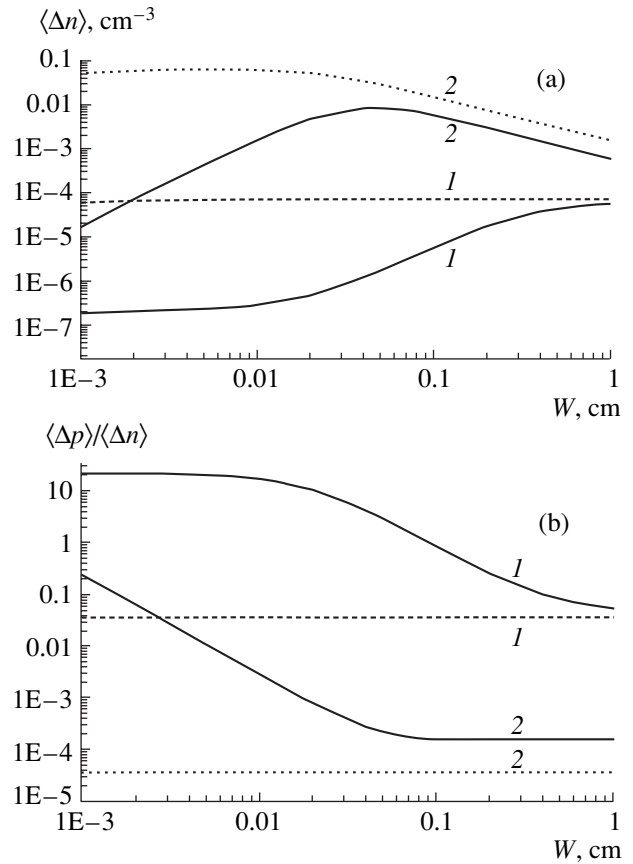 ⟨Δn⟩, cm⁻³
0.1
2
(a)
0.01
2
1E–3
1E–4
1
1E–5
1
1E–6
1E–7
1E–3 0.01 0.1 1
W, cm
⟨Δp⟩/⟨Δn⟩
10
(b)
1
1
0.1
1
0.01
1E–3
2
1E–4
2
1E–5
1E–3 0.01 0.1 1
W, cm